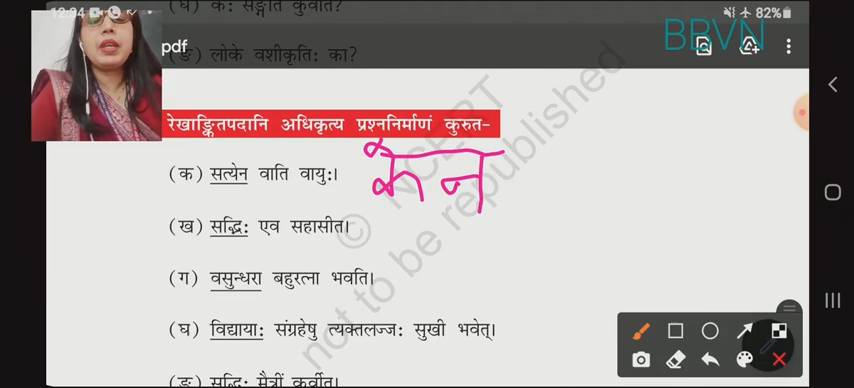 12:34 82%
(घ) कः सङ्गतिं कुर्वीत?
BBVN
pdf
(ङ) लोके वशीकृतिः का?
रेखाङ्कितपदानि अधिकृत्य प्रश्ननिर्माणं कुरुत-
केन
(क) सत्येन वाति वायुः।
(ख) सद्भिः एव सहासीत।
(ग) वसुन्धरा बहुरत्ना भवति।
(घ) विद्यायाः संग्रहेषु त्यक्तलज्जः सुखी भवेत्।
(ङ) सद्भिः मैत्रीं कुर्वीत।
© NCERT
not to be republished